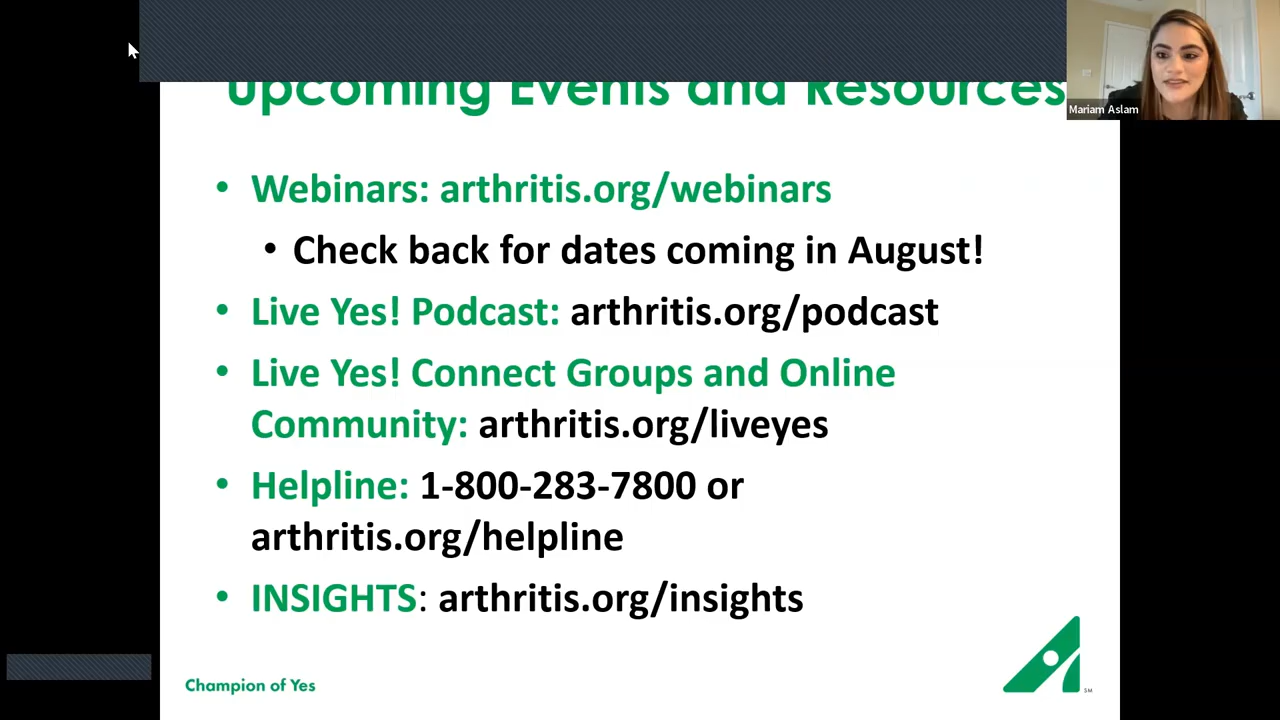 Upcoming Events and Resources
Mariam Aslam
• Webinars: arthritis.org/webinars
• Check back for dates coming in August!
• Live Yes! Podcast: arthritis.org/podcast
• Live Yes! Connect Groups and Online
Community: arthritis.org/liveyes
• Helpline: 1-800-283-7800 or
arthritis.org/helpline
• INSIGHTS: arthritis.org/insights
Champion of Yes
SM